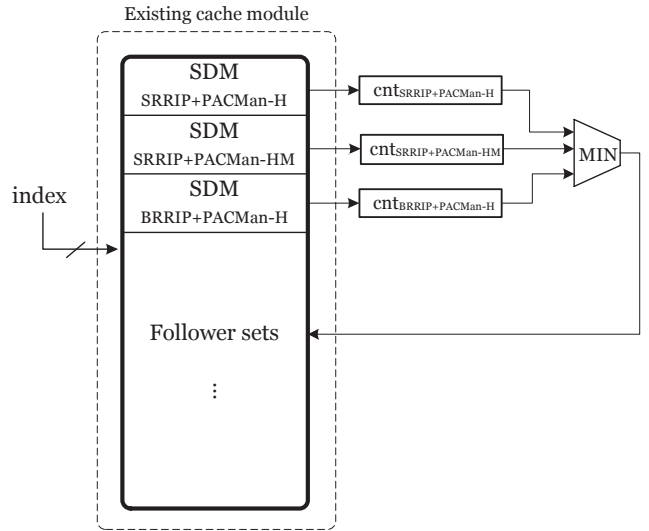 Existing cache module
SDM
SRRIP+PACMan-H
cntSRRIP+PACMan-H
SDM
SRRIP+PACMan-HM
cntSRRIP+PACMan-HM
MIN
SDM
BRRIP+PACMan-H
cntBRRIP+PACMan-H
index
Follower sets
⋮